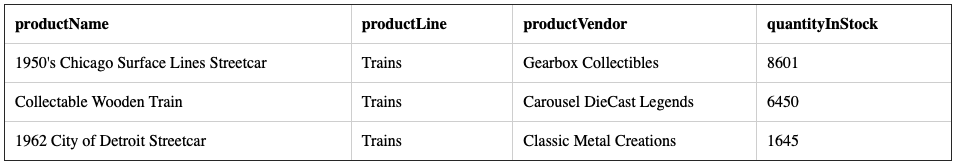 productName productLine productVendor quantityInStock
1950's Chicago Surface Lines Streetcar Trains Gearbox Collectibles 8601
Collectable Wooden Train Trains Carousel DieCast Legends 6450
1962 City of Detroit Streetcar Trains Classic Metal Creations 1645